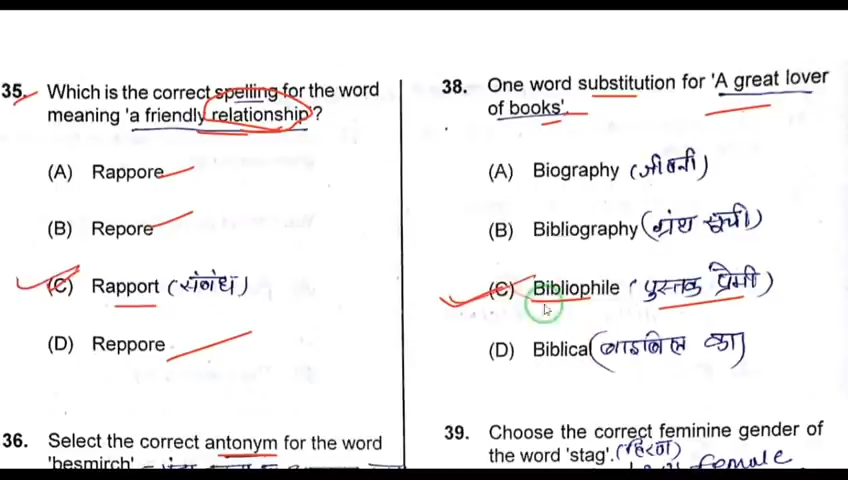 35. Which is the correct spelling for the word
meaning 'a friendly relationship'?
(A) Rappore
(B) Repore
(C) Rapport (संबंध)
(D) Reppore
36. Select the correct antonym for the word
'besmirch'
38. One word substitution for 'A great lover
of books'.
(A) Biography (जीवनी)
(B) Bibliography (ग्रंथ सूची)
(C) Bibliophile (पुस्तक प्रेमी)
(D) Biblical (बाइबिल का)
39. Choose the correct feminine gender of
the word 'stag'. (हिरन)
female